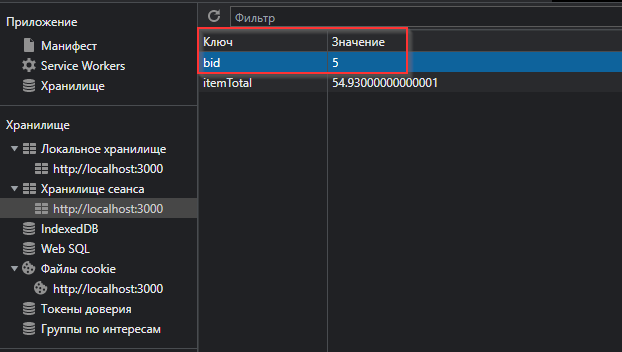 Приложение
Манифест
Service Workers
Хранилище
Хранилище
Локальное хранилище
http://localhost:3000
Хранилище сеанса
http://localhost:3000
IndexedDB
Web SQL
Файлы cookie
http://localhost:3000
Токены доверия
Группы по интересам
Фильтр
Ключ Значение
bid 5
itemTotal 54.93000000000001